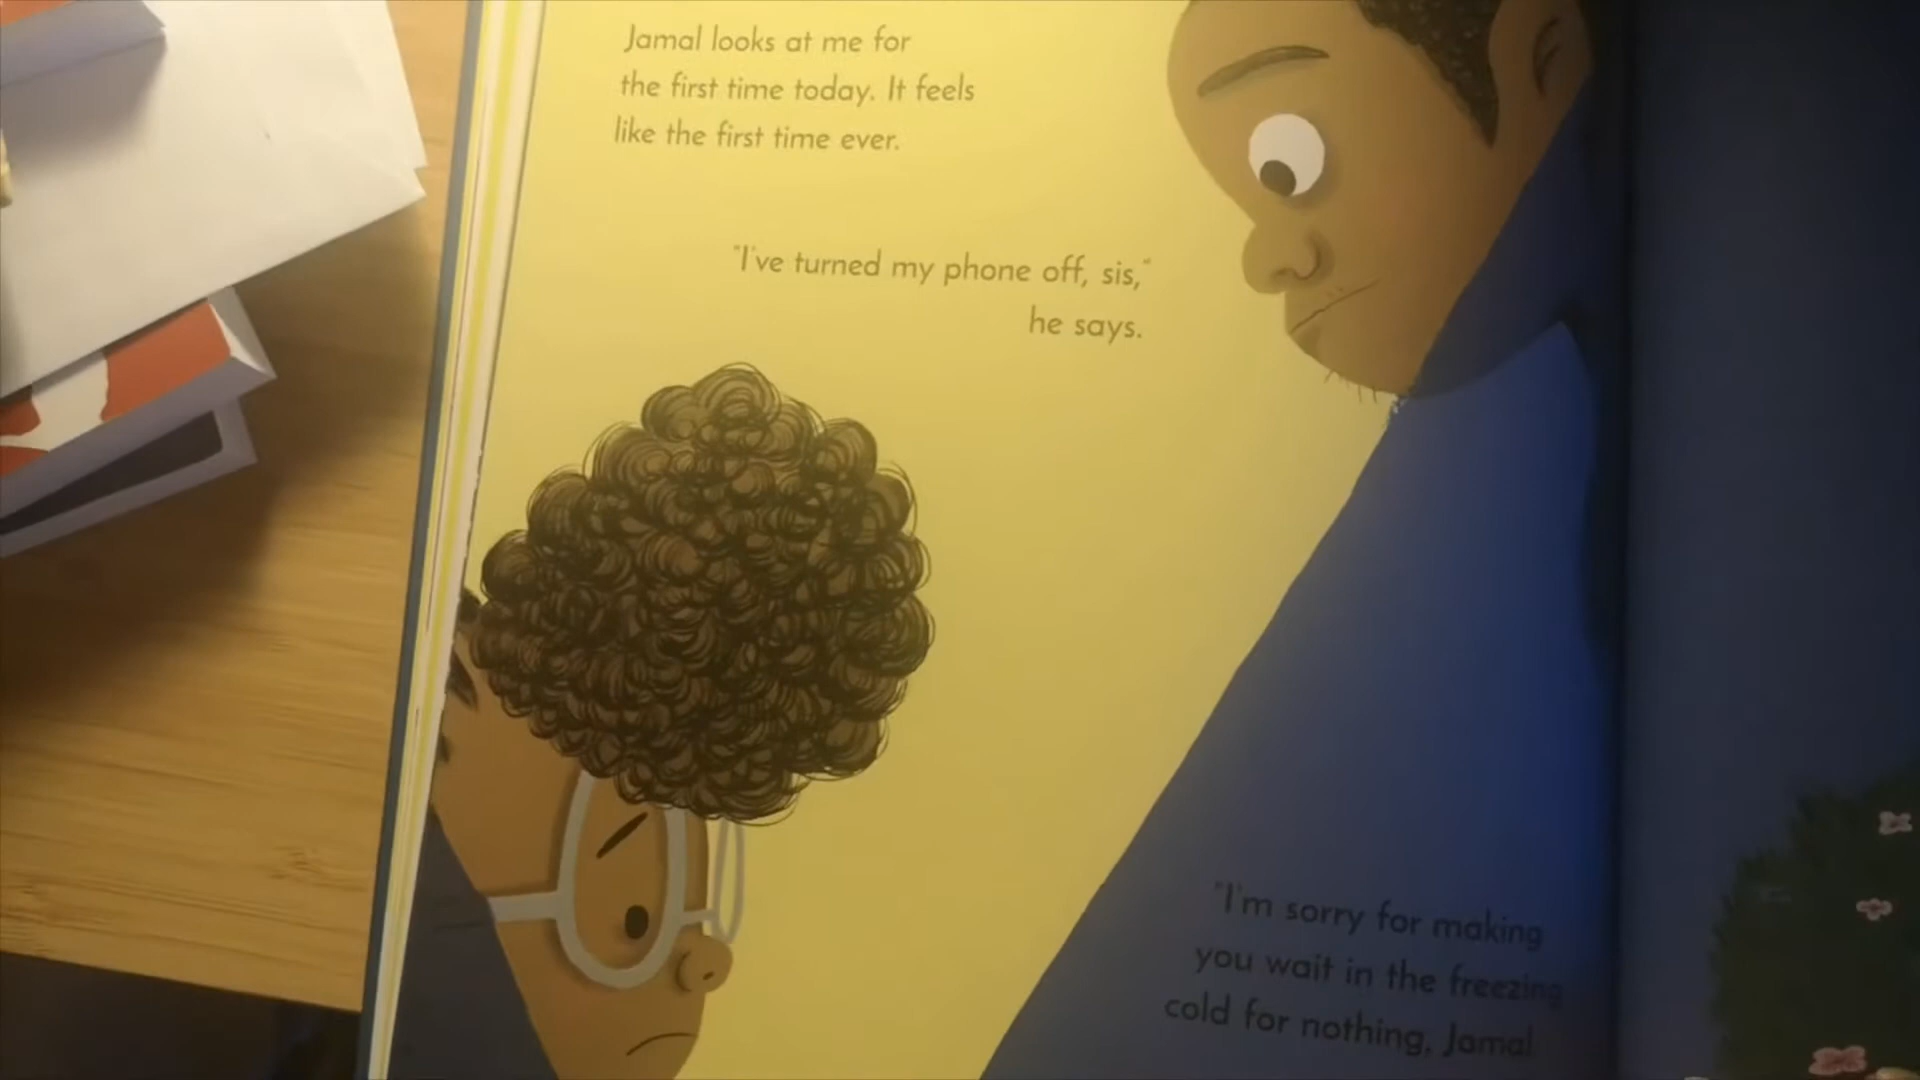 Jamal looks at me for
the first time today. It feels
like the first time ever.
"I've turned my phone off, sis,"
he says.
"I'm sorry for making
you wait in the freezing
cold for nothing, Jamal.